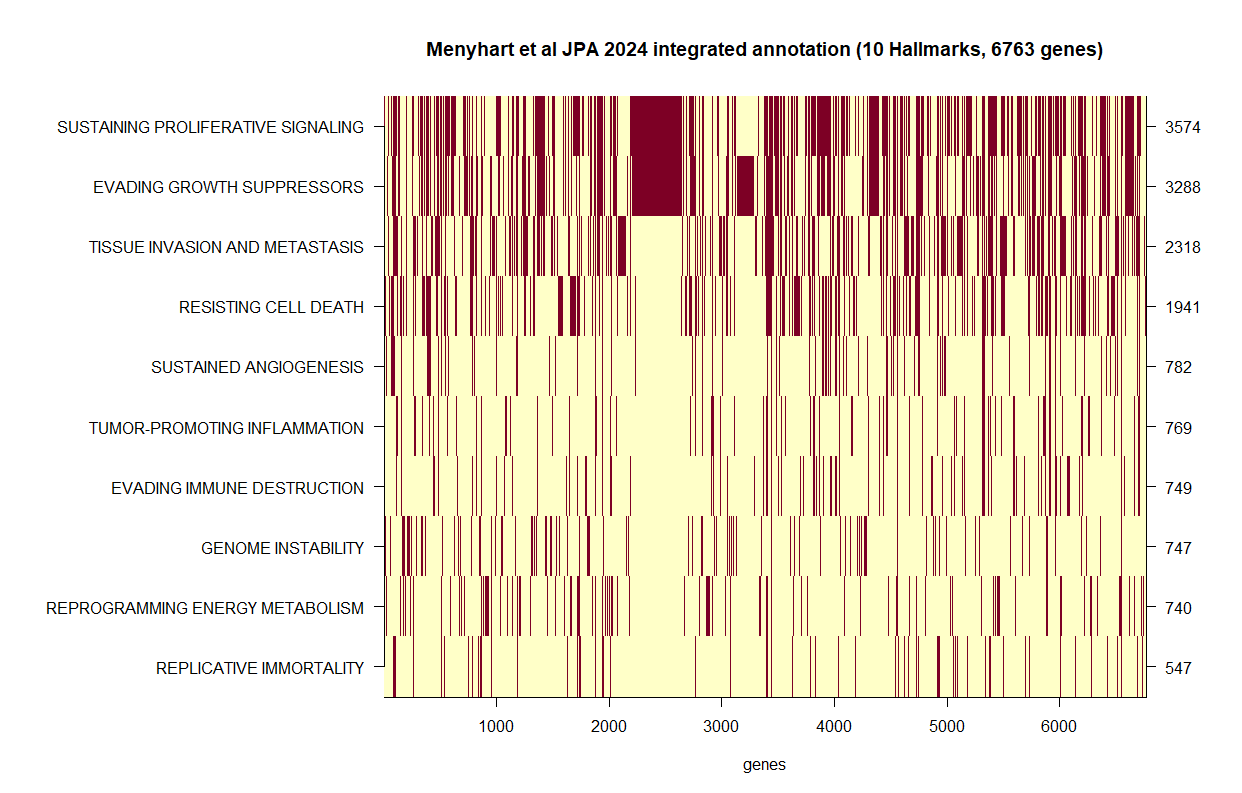 Menyhart et al JPA 2024 integrated annotation (10 Hallmarks, 6763 genes)
SUSTAINING PROLIFERATIVE SIGNALING 3574
EVADING GROWTH SUPPRESSORS 3288
TISSUE INVASION AND METASTASIS 2318
RESISTING CELL DEATH 1941
SUSTAINED ANGIOGENESIS 782
TUMOR-PROMOTING INFLAMMATION 769
EVADING IMMUNE DESTRUCTION 749
GENOME INSTABILITY 747
REPROGRAMMING ENERGY METABOLISM 740
REPLICATIVE IMMORTALITY 547
1000 2000 3000 4000 5000 6000
genes